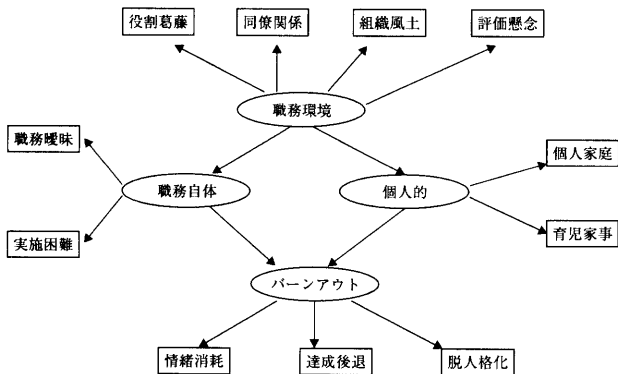 役割葛藤 同僚関係 組織風土 評価懸念
職務環境
職務曖昧
個人家庭
職務自体 個人的
育児家事
実施困難
バーンアウト
情緒消耗 達成後退 脱人格化